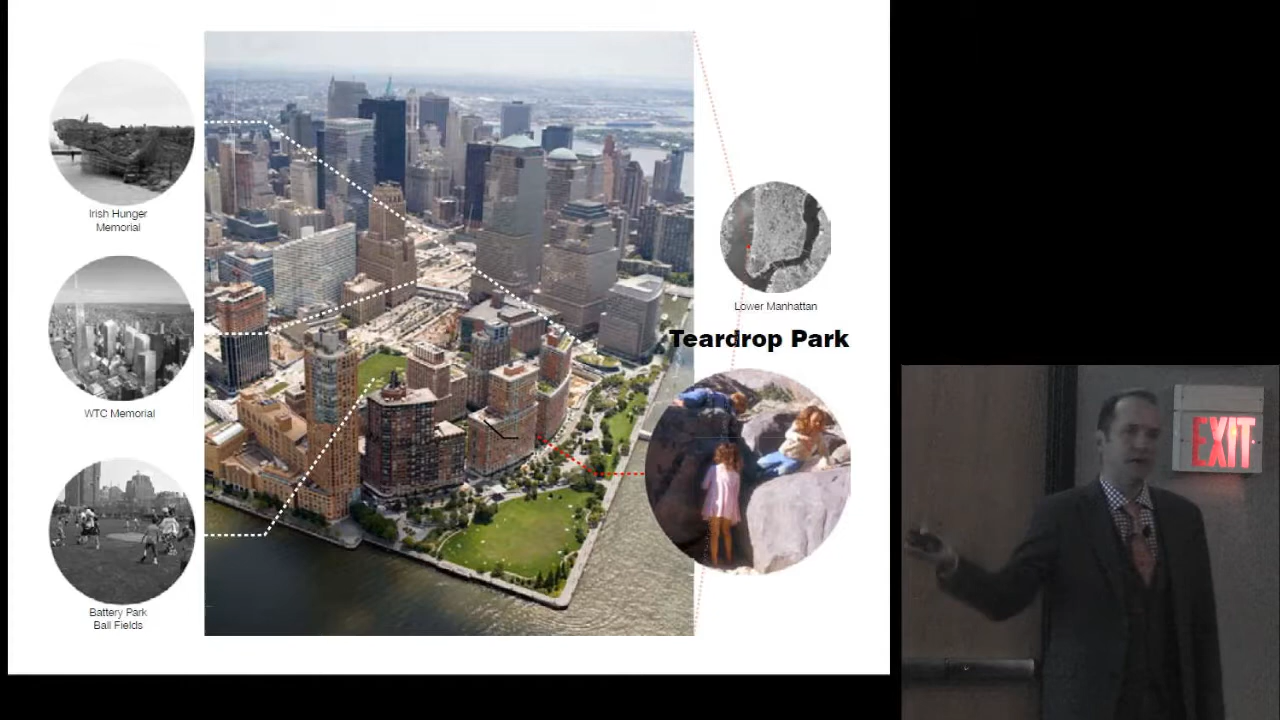 Irish Hunger
Memorial
WTC Memorial
Battery Park
Ball Fields
Lower Manhattan
Teardrop Park
EXIT